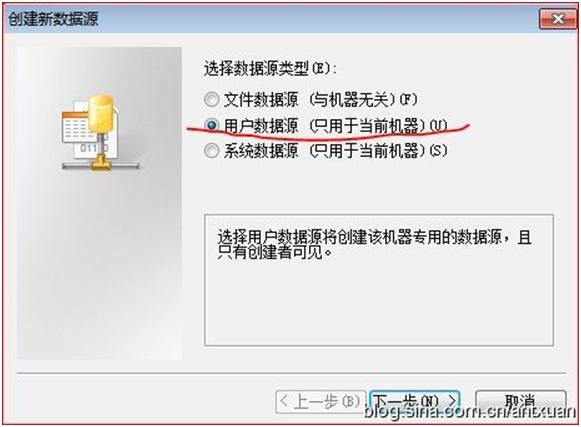 创建新数据源
选择数据源类型(E):
文件数据源 (与机器无关)(F)
用户数据源 (只用于当前机器)(U)
系统数据源 (只用于当前机器)(S)
选择用户数据源将创建该机器专用的数据源，且
只有创建者可见。
< 上一步(B) 下一步(N) > 取消
blog.sina.com.cn/antxuan